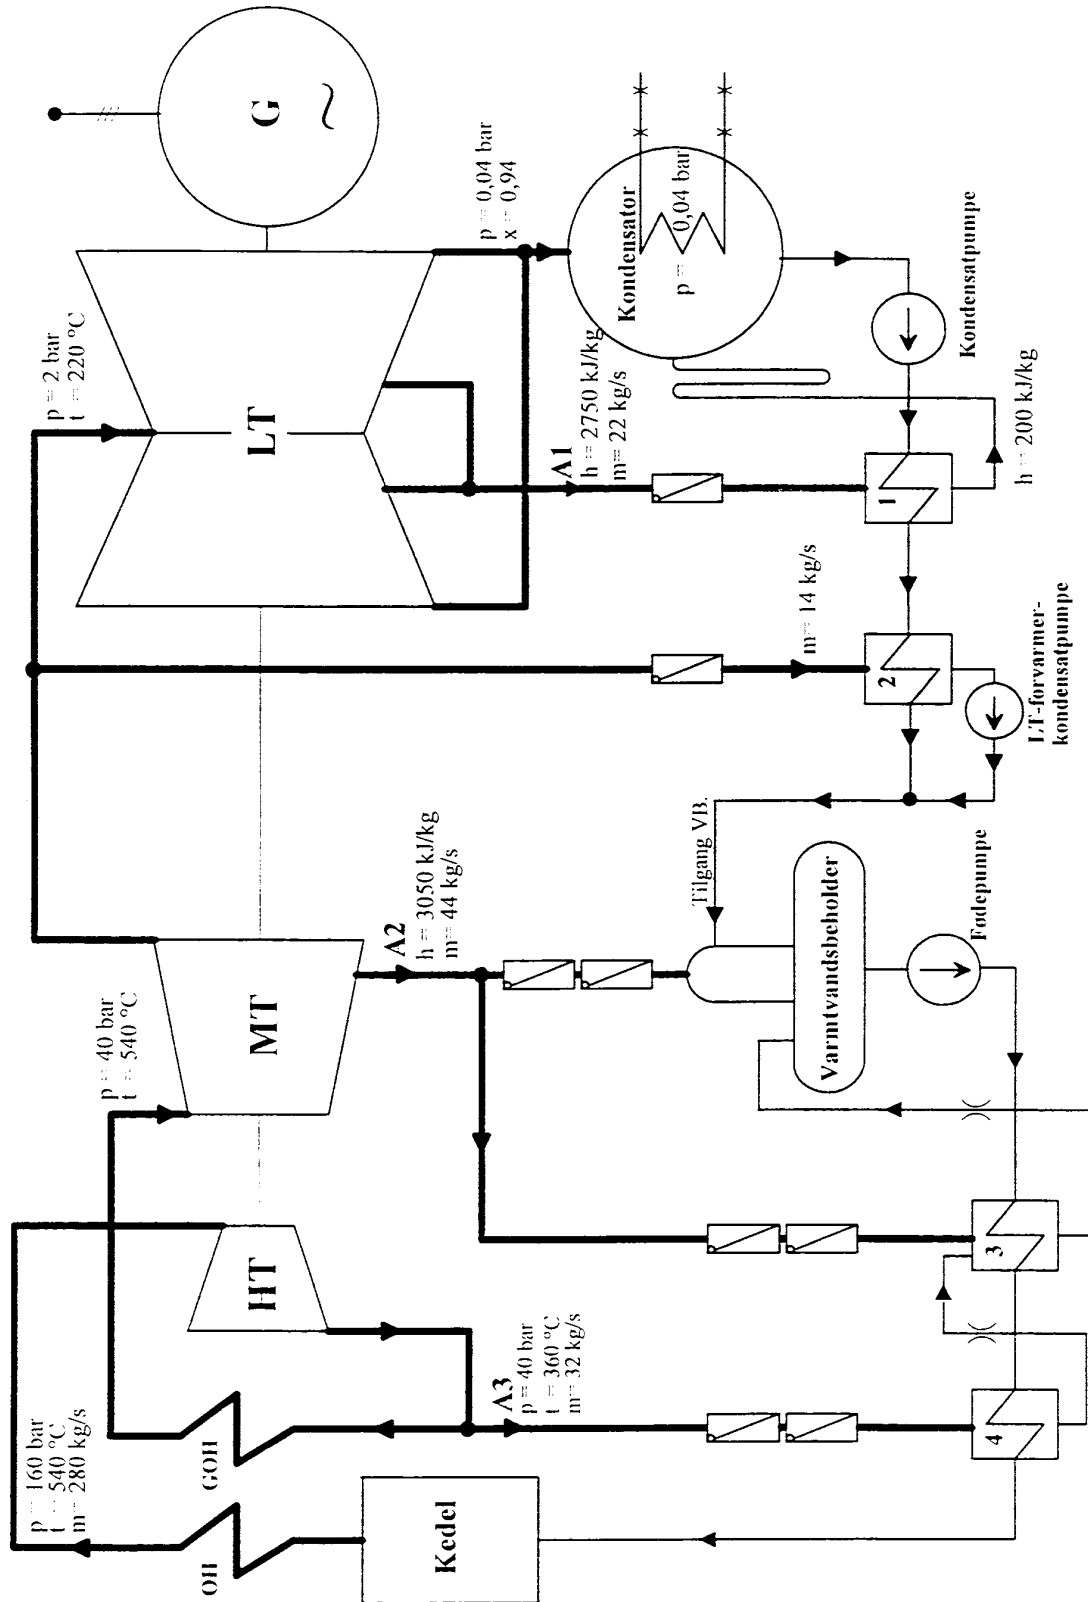 p = 160 bar
t = 540 °C
m= 280 kg/s
OH
GOH
Kedel
HT
A3
p= 40 bar
t = 360 °C
m= 32 kg/s
4
p = 40 bar
t = 540 °C
MT
A2
h = 3050 kJ/kg
m= 44 kg/s
3
Tilgang VB.
Varmtvandsbeholder
Fødepumpe
p = 2 bar
t = 220 °C
LT
A1
h = 2750 kJ/kg
m= 22 kg/s
m= 14 kg/s
2
LT-forvarmer-
kondensatpumpe
1
h = 200 kJ/kg
G
~
p = 0,04 bar
x = 0,94
Kondensator
p = 0,04 bar
Kondensatpumpe